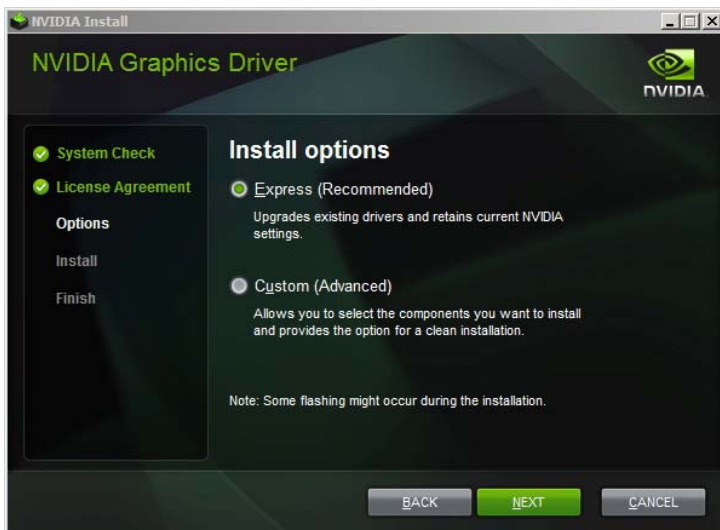 NVIDIA Install
NVIDIA Graphics Driver
NVIDIA
System Check
License Agreement
Options
Install
Finish
Install options
Express (Recommended)
Upgrades existing drivers and retains current NVIDIA
settings.
Custom (Advanced)
Allows you to select the components you want to install
and provides the option for a clean installation.
Note: Some flashing might occur during the installation.
BACK
NEXT
CANCEL